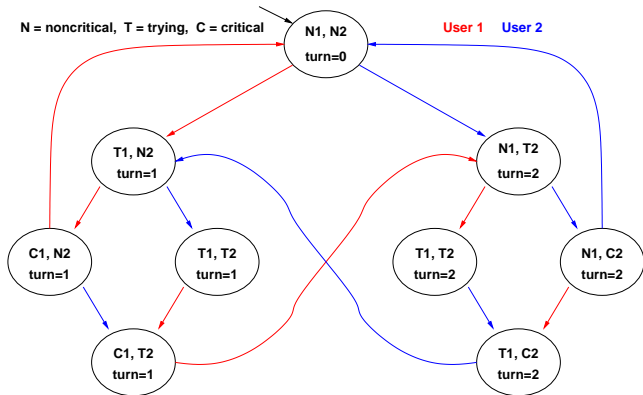 N = noncritical, T = trying, C = critical
N1, N2
turn=0
User 1 User 2
T1, N2
turn=1
N1, T2
turn=2
C1, N2
turn=1
T1, T2
turn=1
T1, T2
turn=2
N1, C2
turn=2
C1, T2
turn=1
T1, C2
turn=2